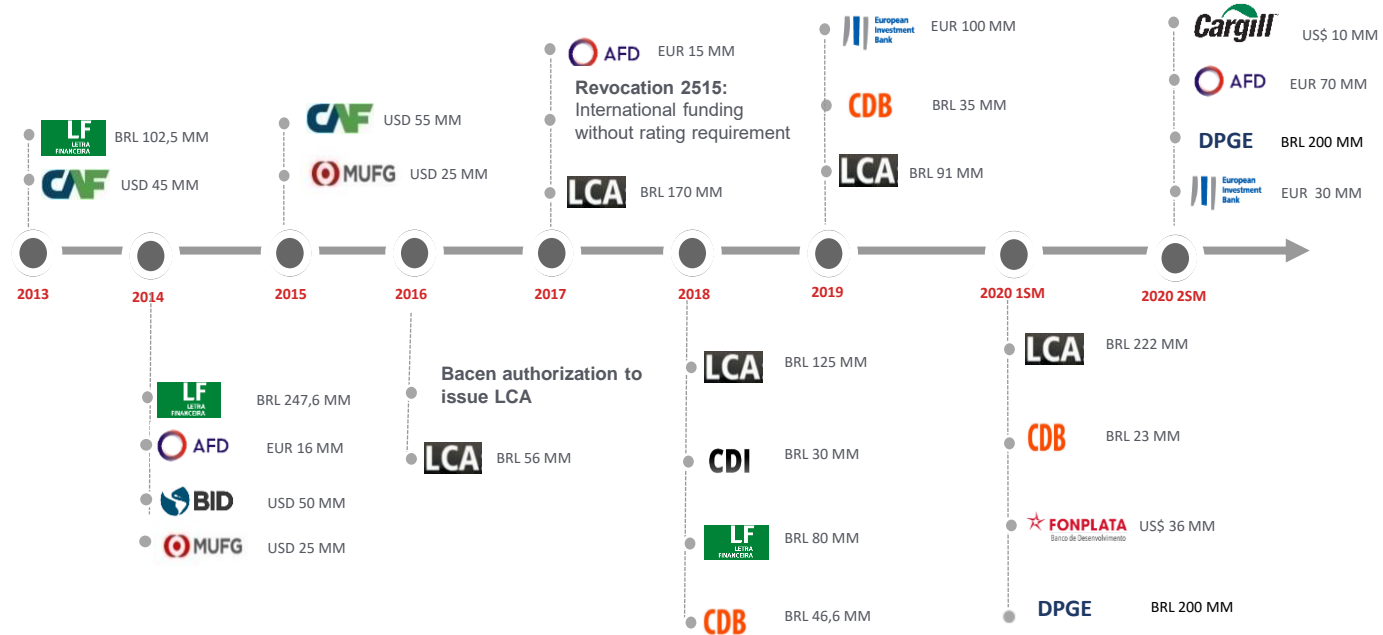 LF
LETRA
FINANCEIRA
BRL 102,5 MM
CAF
USD 45 MM
2013
2014
LF
LETRA
FINANCEIRA
BRL 247,6 MM
AFD
EUR 16 MM
BID
USD 50 MM
MUFG
USD 25 MM
CAF
USD 55 MM
MUFG
USD 25 MM
2015
2016
Bacen authorization to
issue LCA
LCA
BRL 56 MM
AFD
EUR 15 MM
Revocation 2515:
International funding
without rating requirement
LCA
BRL 170 MM
2017
2018
LCA
BRL 125 MM
CDI
BRL 30 MM
LF
LETRA
FINANCEIRA
BRL 80 MM
CDB
BRL 46,6 MM
European
Investment
Bank
EUR 100 MM
CDB
BRL 35 MM
LCA
BRL 91 MM
2019
2020 1SM
LCA
BRL 222 MM
CDB
BRL 23 MM
FONPLATA
Banco de Desenvolvimento
US$ 36 MM
DPGE
BRL 200 MM
Cargill
US$ 10 MM
AFD
EUR 70 MM
DPGE
BRL 200 MM
European
Investment
Bank
EUR 30 MM
2020 2SM